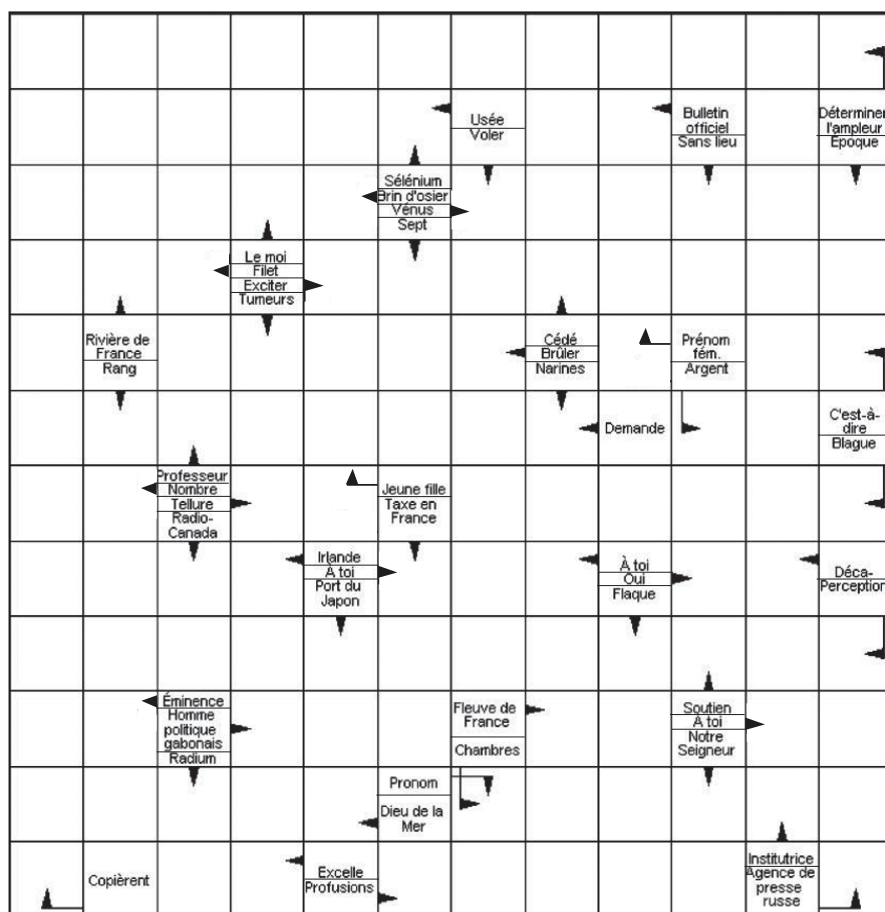 Usée
Voler
Bulletin
officiel
Sans lieu
Déterminer
l'ampleur
Époque
Sélénium
Brin d'osier
Vénus
Sept
Le moi
Filet
Exciter
Tumeurs
Rivière de
France
Rang
Cédé
Brûler
Narines
Prénom
fém.
Argent
Demande
C'est-à-
dire
Blague
Professeur
Nombre
Tellure
Radio-
Canada
Jeune fille
Taxe en
France
Irlande
À toi
Port du
Japon
À toi
Oui
Flaque
Déca-
Perception
Éminence
Homme
politique
gabonais
Radium
Fleuve de
France
Chambres
Soutien
À toi
Notre
Seigneur
Pronom
Dieu de la
Mer
Copièrent
Excelle
Profusions
Institutrice
Agence de
presse
russe